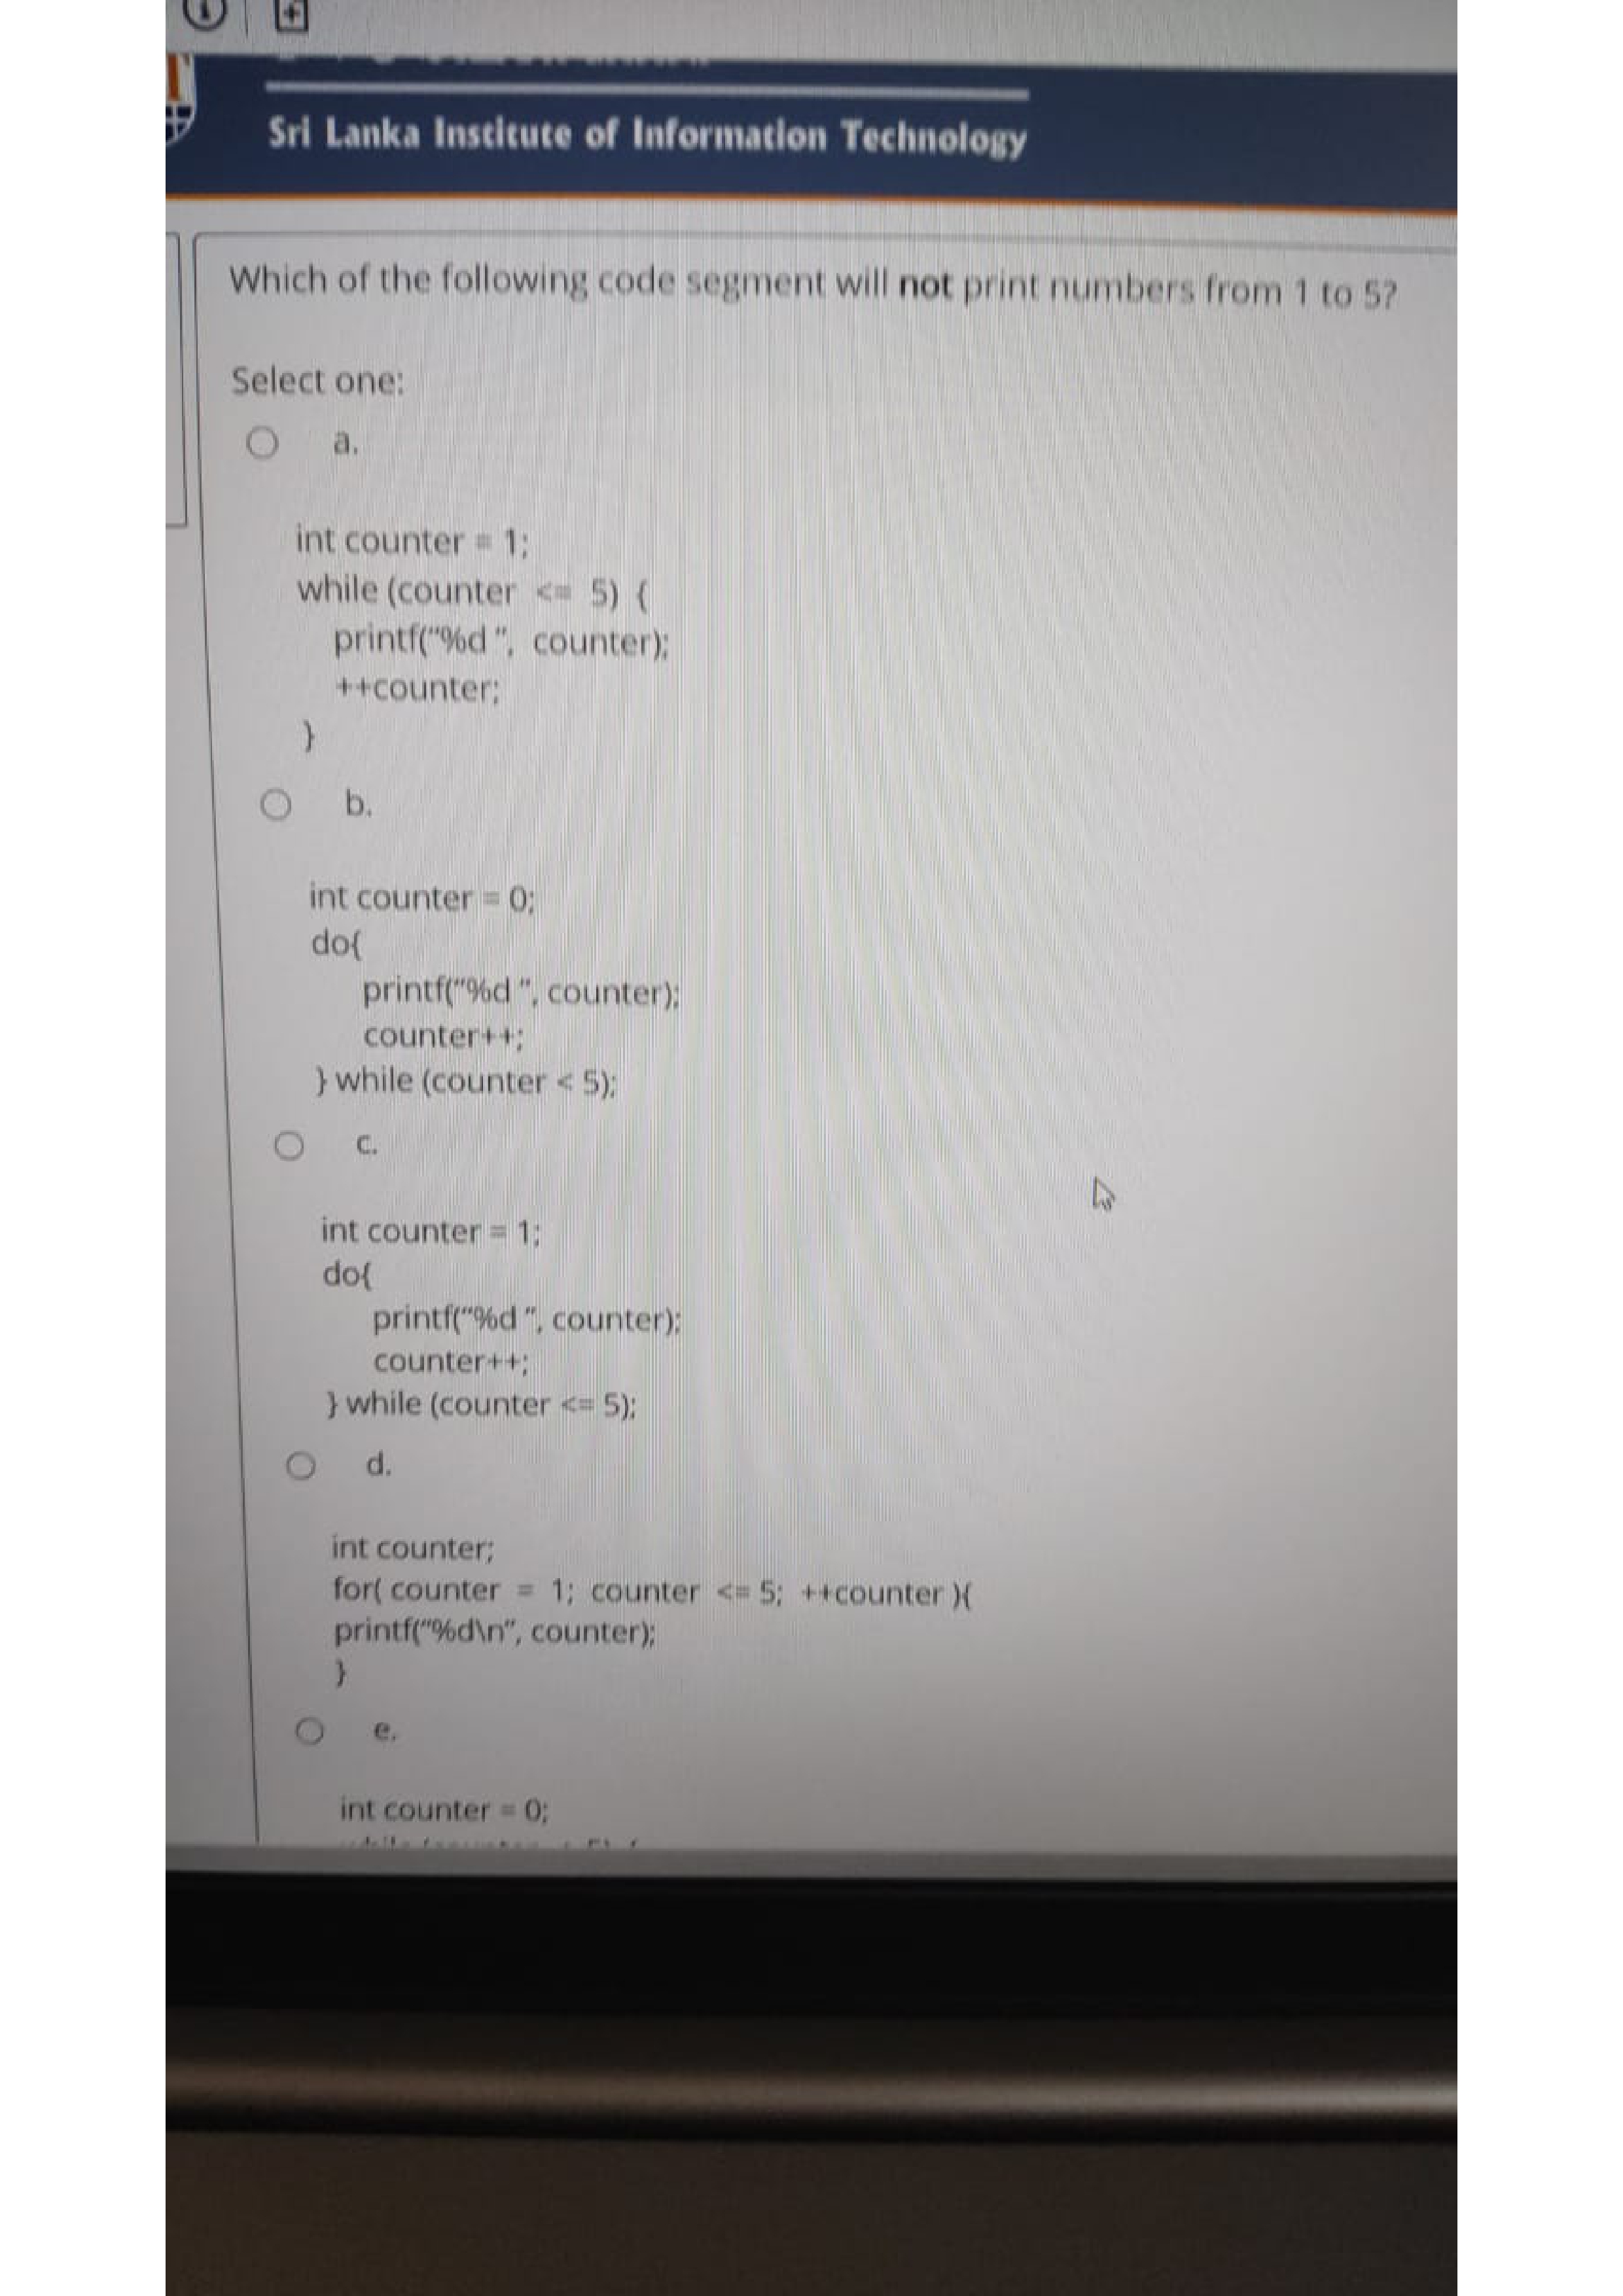 Sri Lanka Institute of Information Technology
Which of the following code segment will not print numbers from 1 to 5?
Select one:
a.
int counter = 1;
while (counter <= 5) {
printf("%d ", counter);
++counter;
}
b.
int counter = 0;
do{
printf("%d ", counter);
counter++;
} while (counter < 5);
c.
int counter = 1;
do{
printf("%d ", counter);
counter++;
} while (counter <= 5);
d.
int counter;
for( counter = 1; counter <= 5; ++counter ){
printf("%d\n", counter);
}
e.
int counter = 0;